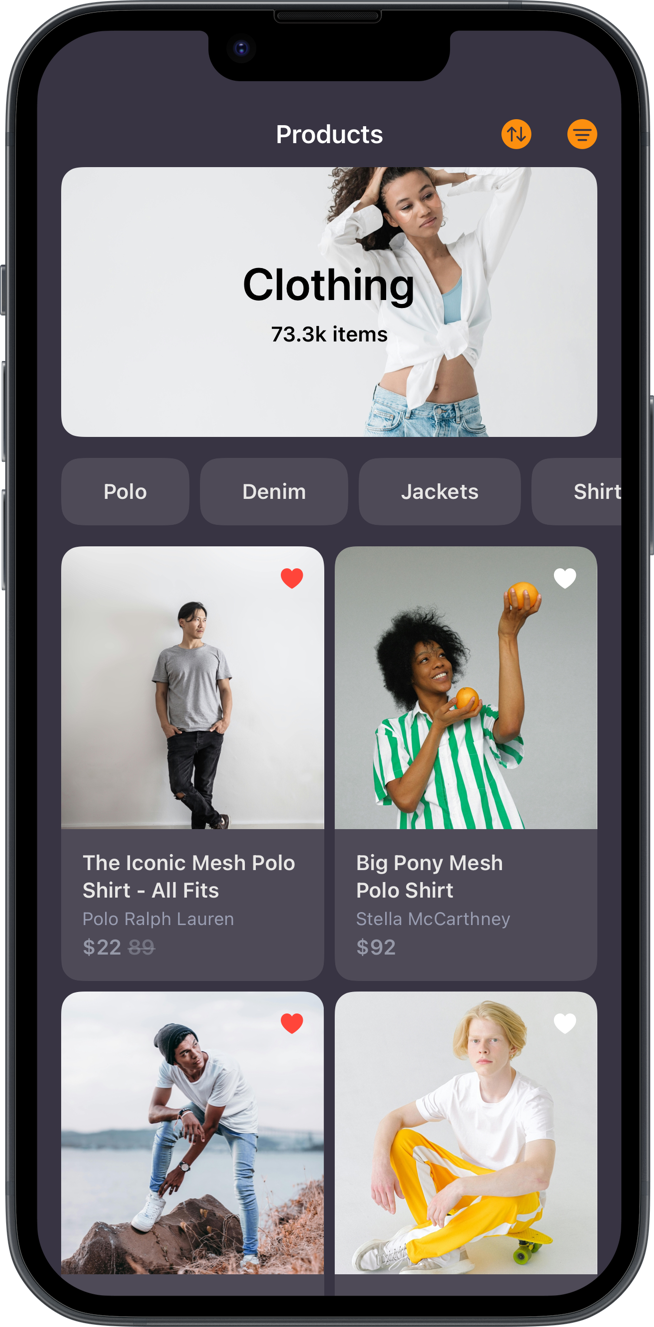 Products
Clothing
73.3k items
Polo
Denim
Jackets
Shirt
The Iconic Mesh Polo
Shirt - All Fits
Polo Ralph Lauren
$22 89
Big Pony Mesh
Polo Shirt
Stella McCarthney
$92